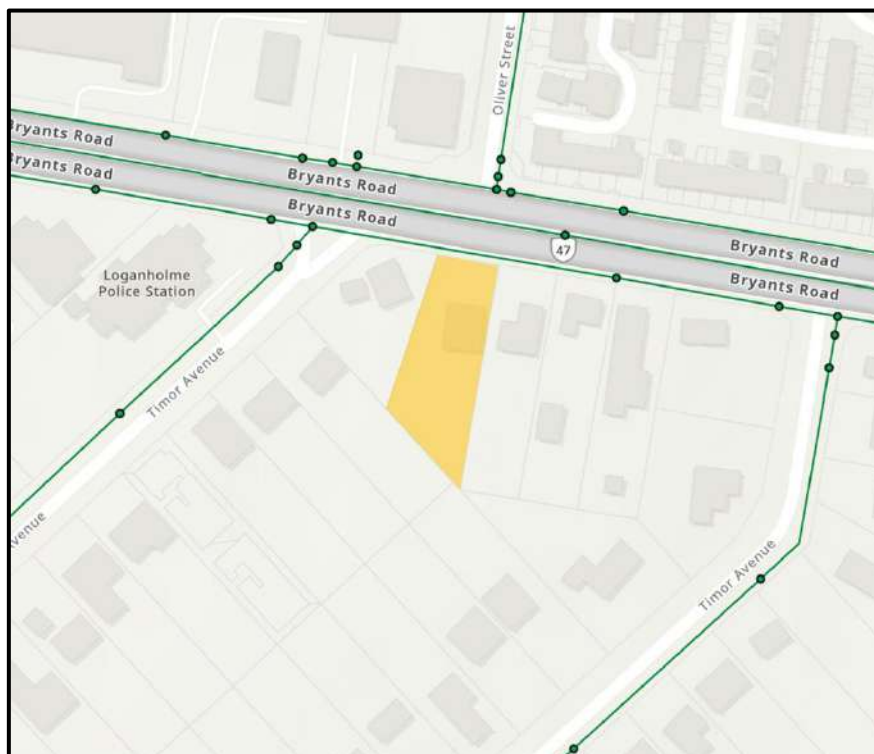 Oliver Street
Bryants Road
Bryants Road
Bryants Road
Bryants Road
47
Bryants Road
Bryants Road
Loganholme
Police Station
Timor Avenue
Avenue
Timor Avenue